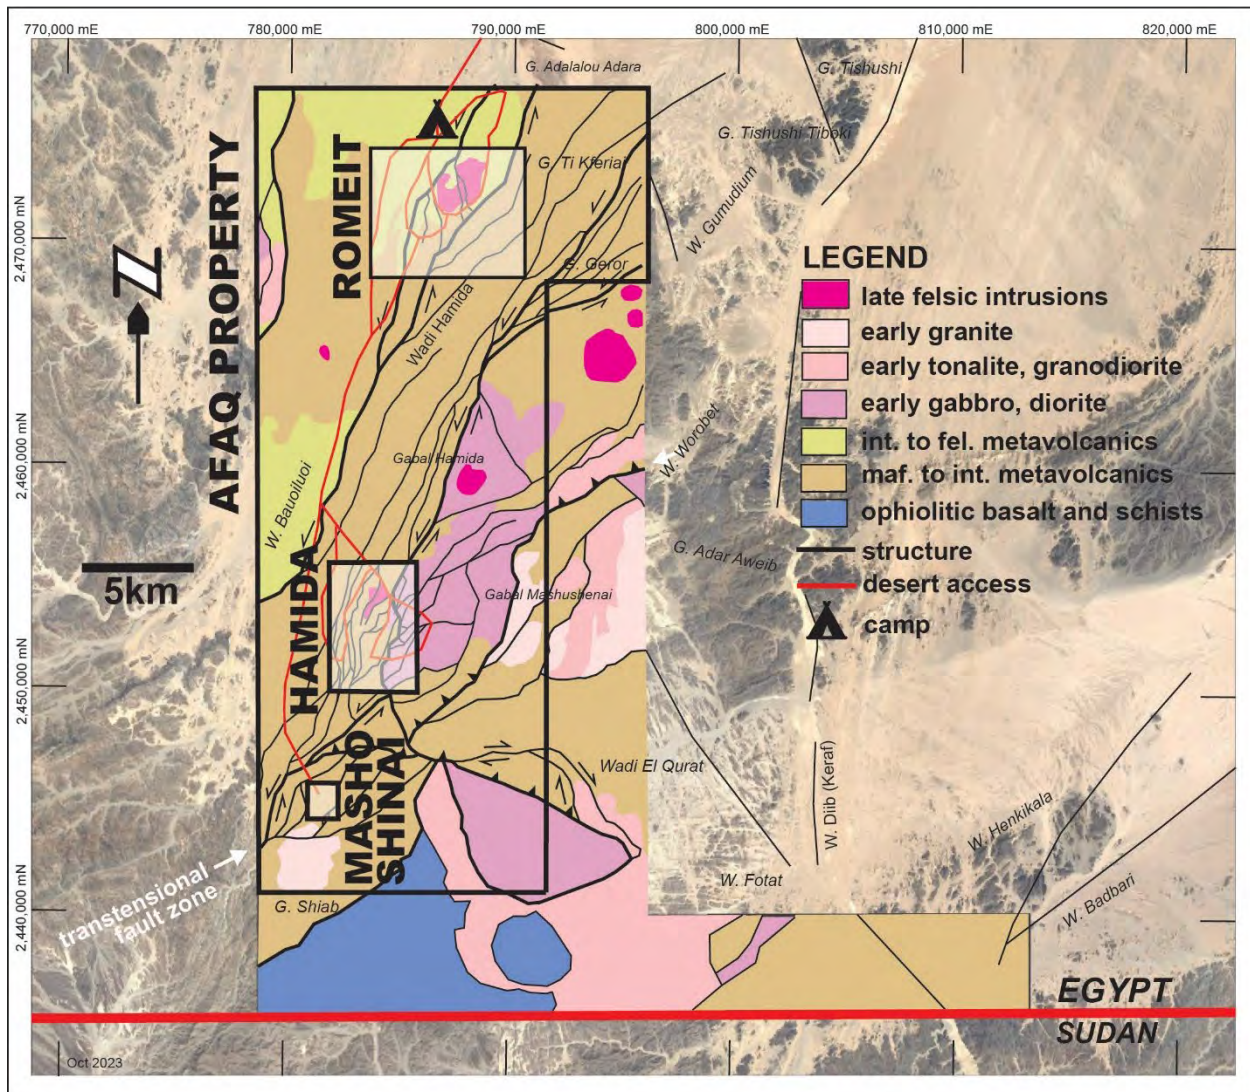 770,000 mE
780,000 mE
790,000 mE
800,000 mE
810,000 mE
820,000 mE
2,470,000 mN
2,460,000 mN
2,450,000 mN
2,440,000 mN
G. Adalalou Adara
G. Tishushi
G. Tishushi Tiboki
G. Ti Kferiai
W. Gumudium
G. Geror
AFAQ PROPERTY
ROMEIT
Z
Wadi Hamida
W. Bauoiluoi
Gabal Hamida
W. Worobet
5km
HAMIDA
G. Adar Aweib
Gabal Mashushenai
MASHO
SHINAI
Wadi El Qurat
W. Diib (Keraf)
W. Henkikala
W. Badbari
W. Fotat
G. Shiab
transtensional
fault zone
LEGEND
late felsic intrusions
early granite
early tonalite, granodiorite
early gabbro, diorite
int. to fel. metavolcanics
maf. to int. metavolcanics
ophiolitic basalt and schists
structure
desert access
camp
EGYPT
SUDAN
Oct 2023